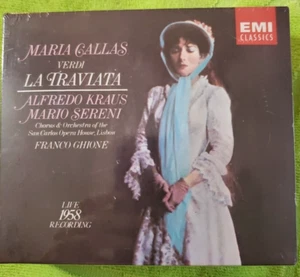 MARIA CALLAS
VERDI
LA TRAVIATA
ALFREDO KRAUS
MARIO SERENI
Chorus & Orchestra of the
San Carlos Opera House, Lisbon
FRANCO GHIONE
LIVE
1958
RECORDING
EMI
CLASSICS